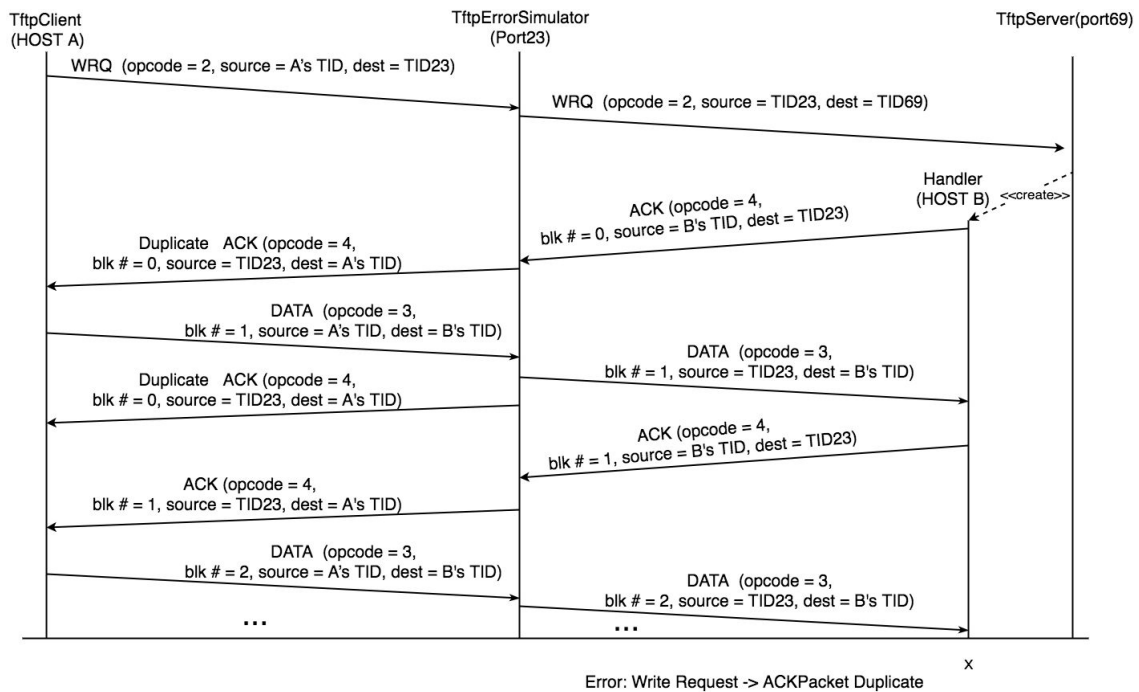 TftpClient
(HOST A)
TftpErrorSimulator
(Port23)
TftpServer(port69)
WRQ (opcode = 2, source = A's TID, dest = TID23)
WRQ (opcode = 2, source = TID23, dest = TID69)
Handler
(HOST B)
<<create>>
ACK (opcode = 4,
blk # = 0, source = B's TID, dest = TID23)
Duplicate ACK (opcode = 4,
blk # = 0, source = TID23, dest = A's TID)
DATA (opcode = 3,
blk # = 1, source = A's TID, dest = B's TID)
DATA (opcode = 3,
blk # = 1, source = TID23, dest = B's TID)
Duplicate ACK (opcode = 4,
blk # = 0, source = TID23, dest = A's TID)
ACK (opcode = 4,
blk # = 1, source = B's TID, dest = TID23)
ACK (opcode = 4,
blk # = 1, source = TID23, dest = A's TID)
DATA (opcode = 3,
blk # = 2, source = A's TID, dest = B's TID)
DATA (opcode = 3,
blk # = 2, source = TID23, dest = B's TID)
...
...
x
Error: Write Request -> ACKPacket Duplicate